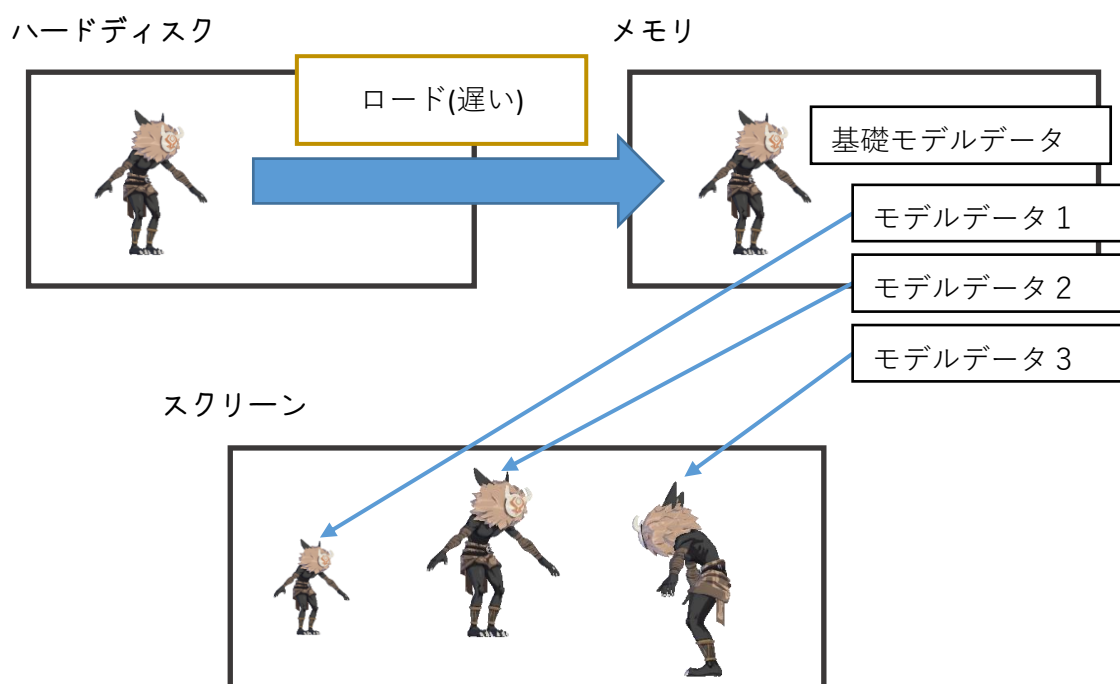 ハードディスク
メモリ
ロード(遅い)
基礎モデルデータ
モデルデータ１
モデルデータ２
モデルデータ３
スクリーン